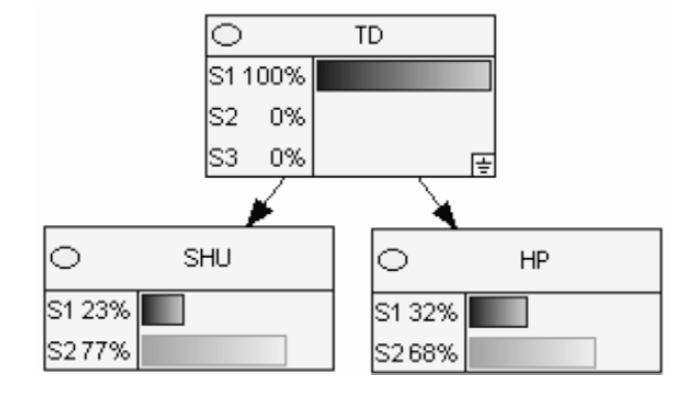 TD
S1 100%
S2 0%
S3 0%
SHU
S1 23%
S2 77%
HP
S1 32%
S2 68%